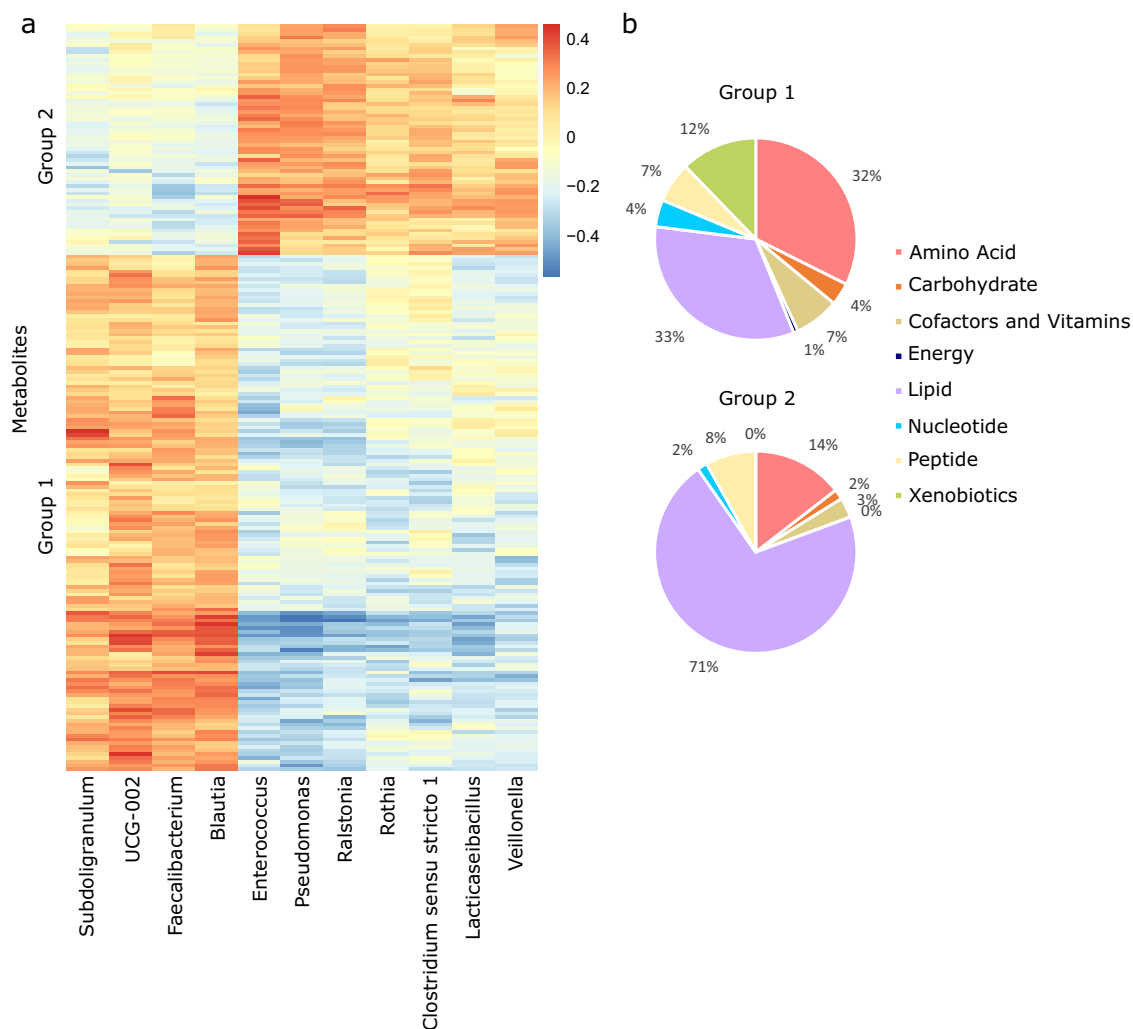 a
Group 2
Metabolites
Group 1
0.4
0.2
0
−0.2
−0.4
Subdoligranulum
UCG-002
Faecalibacterium
Blautia
Enterococcus
Pseudomonas
Ralstonia
Rothia
Clostridium sensu stricto 1
Lacticaseibacillus
Veillonella
b
Group 1
12%
32%
7%
4%
4%
7%
1%
33%
Group 2
0%
8%
14%
2%
2%
3%
0%
71%
Amino Acid
Carbohydrate
Cofactors and Vitamins
Energy
Lipid
Nucleotide
Peptide
Xenobiotics